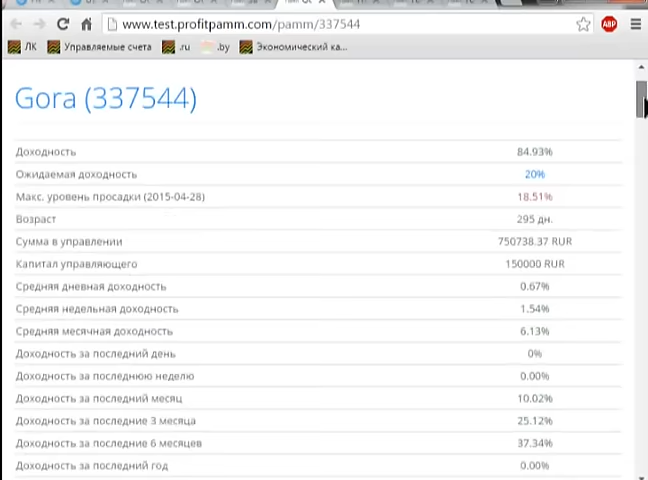 www.test.profitpamm.com/pamm/337544
ABP
ЛК Управляемые счета .ru .by Экономический ка...
Gora (337544)
Доходность 84.93%
Ожидаемая доходность 20%
Макс. уровень просадки (2015-04-28) 18.51%
Возраст 295 дн.
Сумма в управлении 750738.37 RUR
Капитал управляющего 150000 RUR
Средняя дневная доходность 0.67%
Средняя недельная доходность 1.54%
Средняя месячная доходность 6.13%
Доходность за последний день 0%
Доходность за последнюю неделю 0.00%
Доходность за последний месяц 10.02%
Доходность за последние 3 месяца 25.12%
Доходность за последние 6 месяцев 37.34%
Доходность за последний год 0.00%